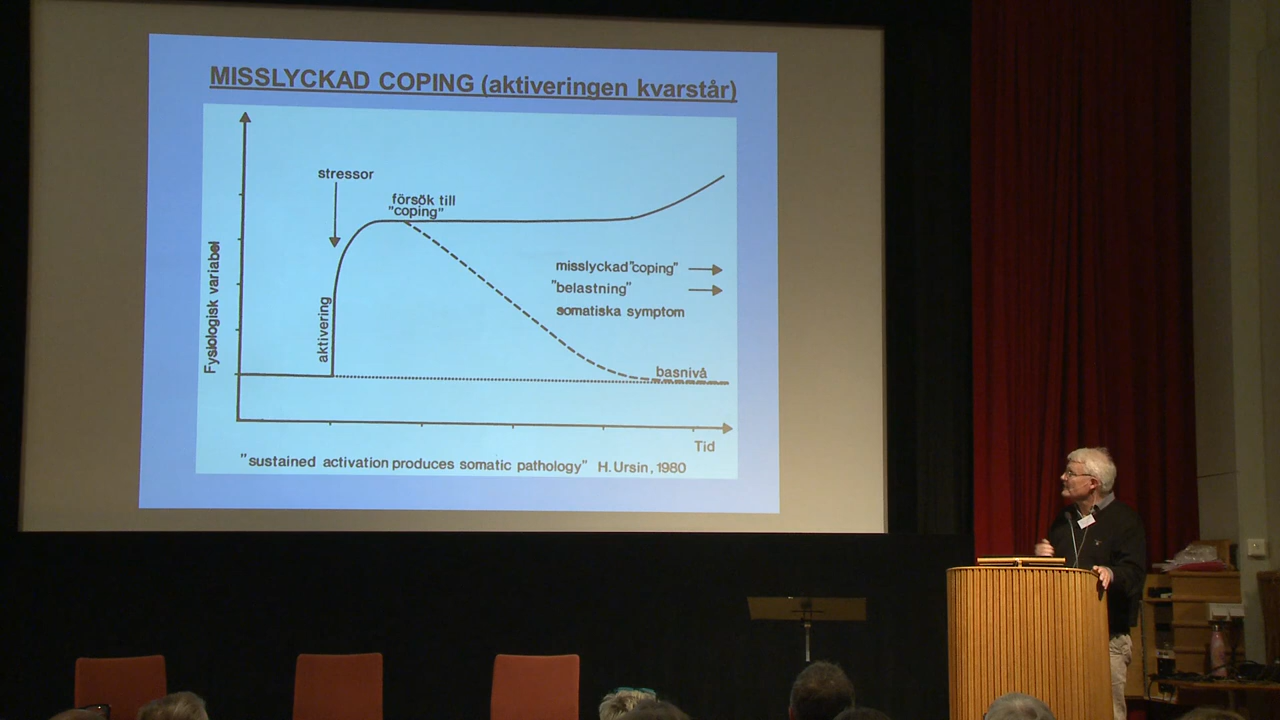 MISSLYCKAD COPING (aktiveringen kvarstår)
stressor
försök till
"coping"
misslyckad"coping"
"belastning"
somatiska symptom
Fysiologisk variabel
aktivering
basnivå
Tid
"sustained activation produces somatic pathology" H. Ursin, 1980